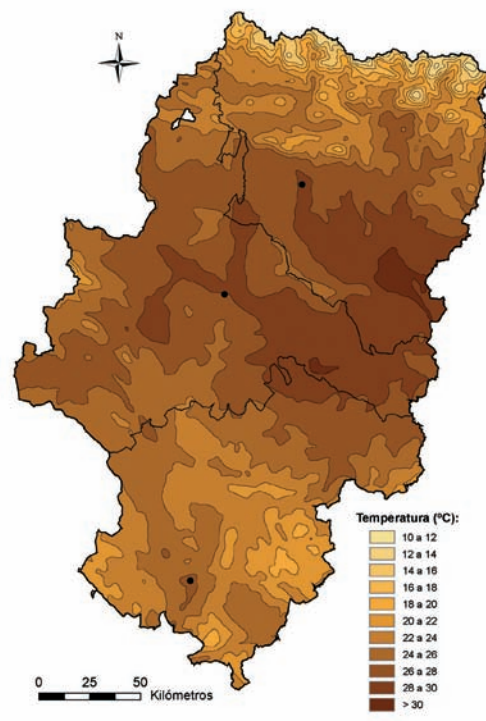 N
Temperatura (ºC):
10 a 12
12 a 14
14 a 16
16 a 18
18 a 20
20 a 22
22 a 24
24 a 26
26 a 28
28 a 30
> 30
0 25 50
Kilómetros